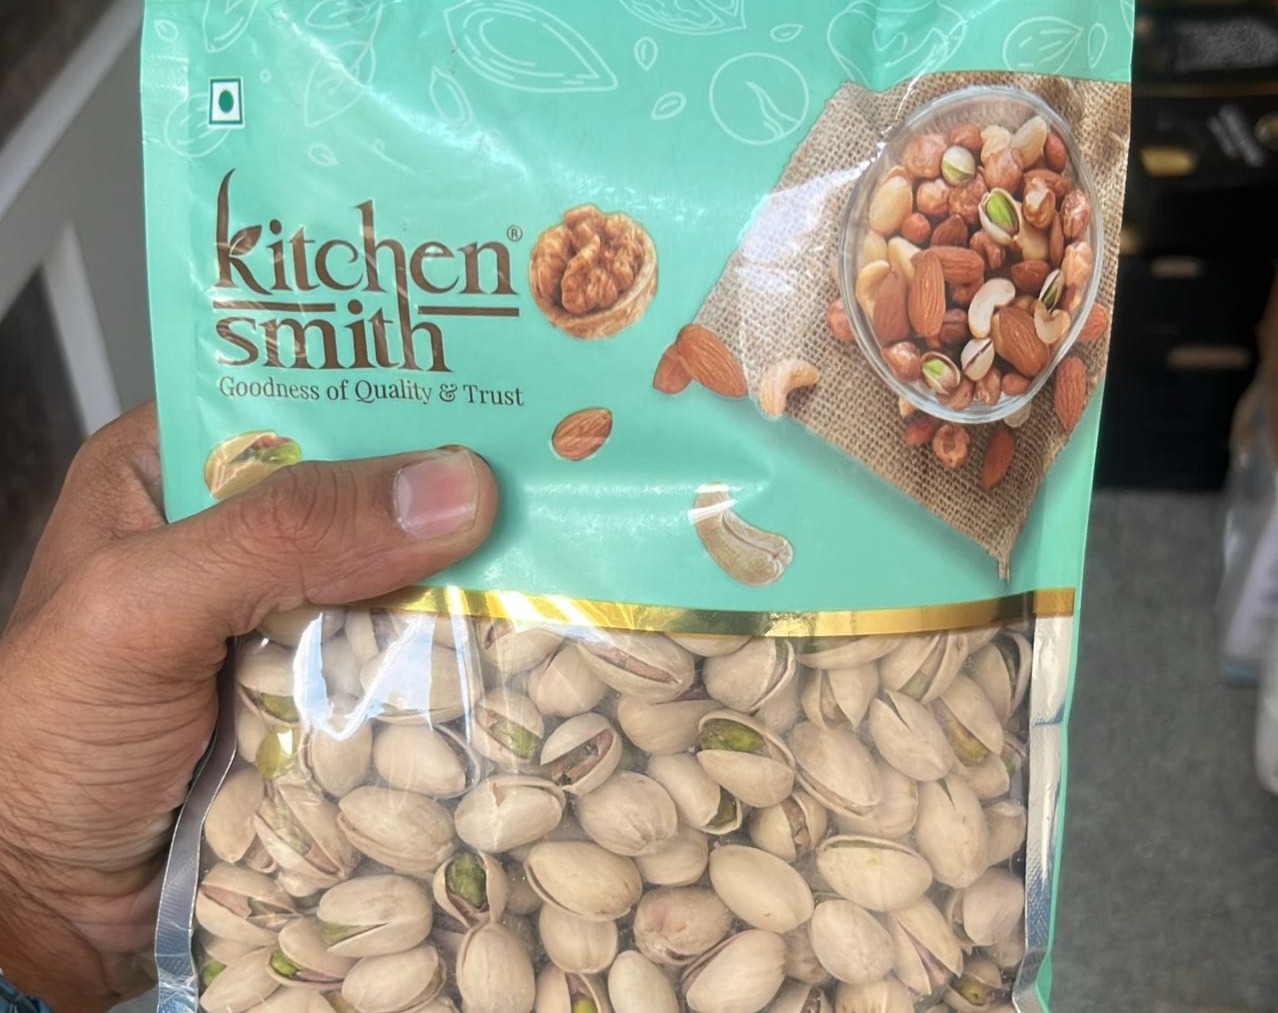 kitchen®
smith
Goodness of Quality & Trust